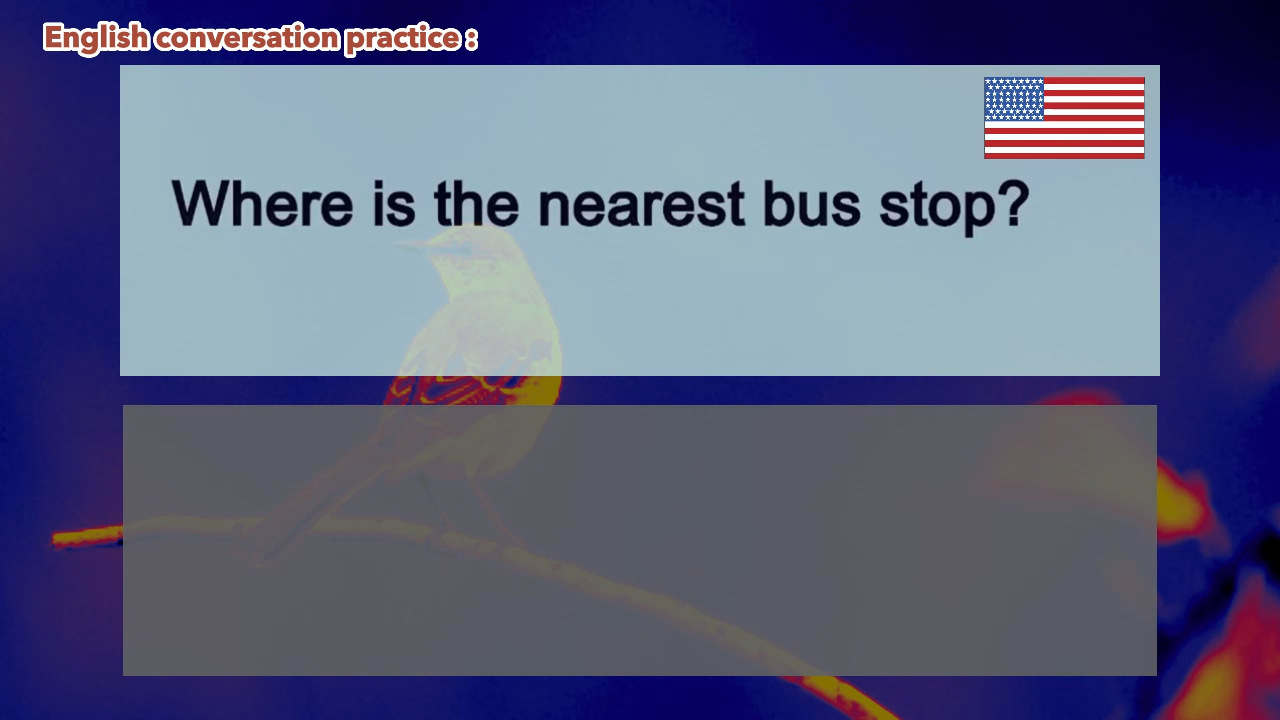 English conversation practice :
Where is the nearest bus stop?